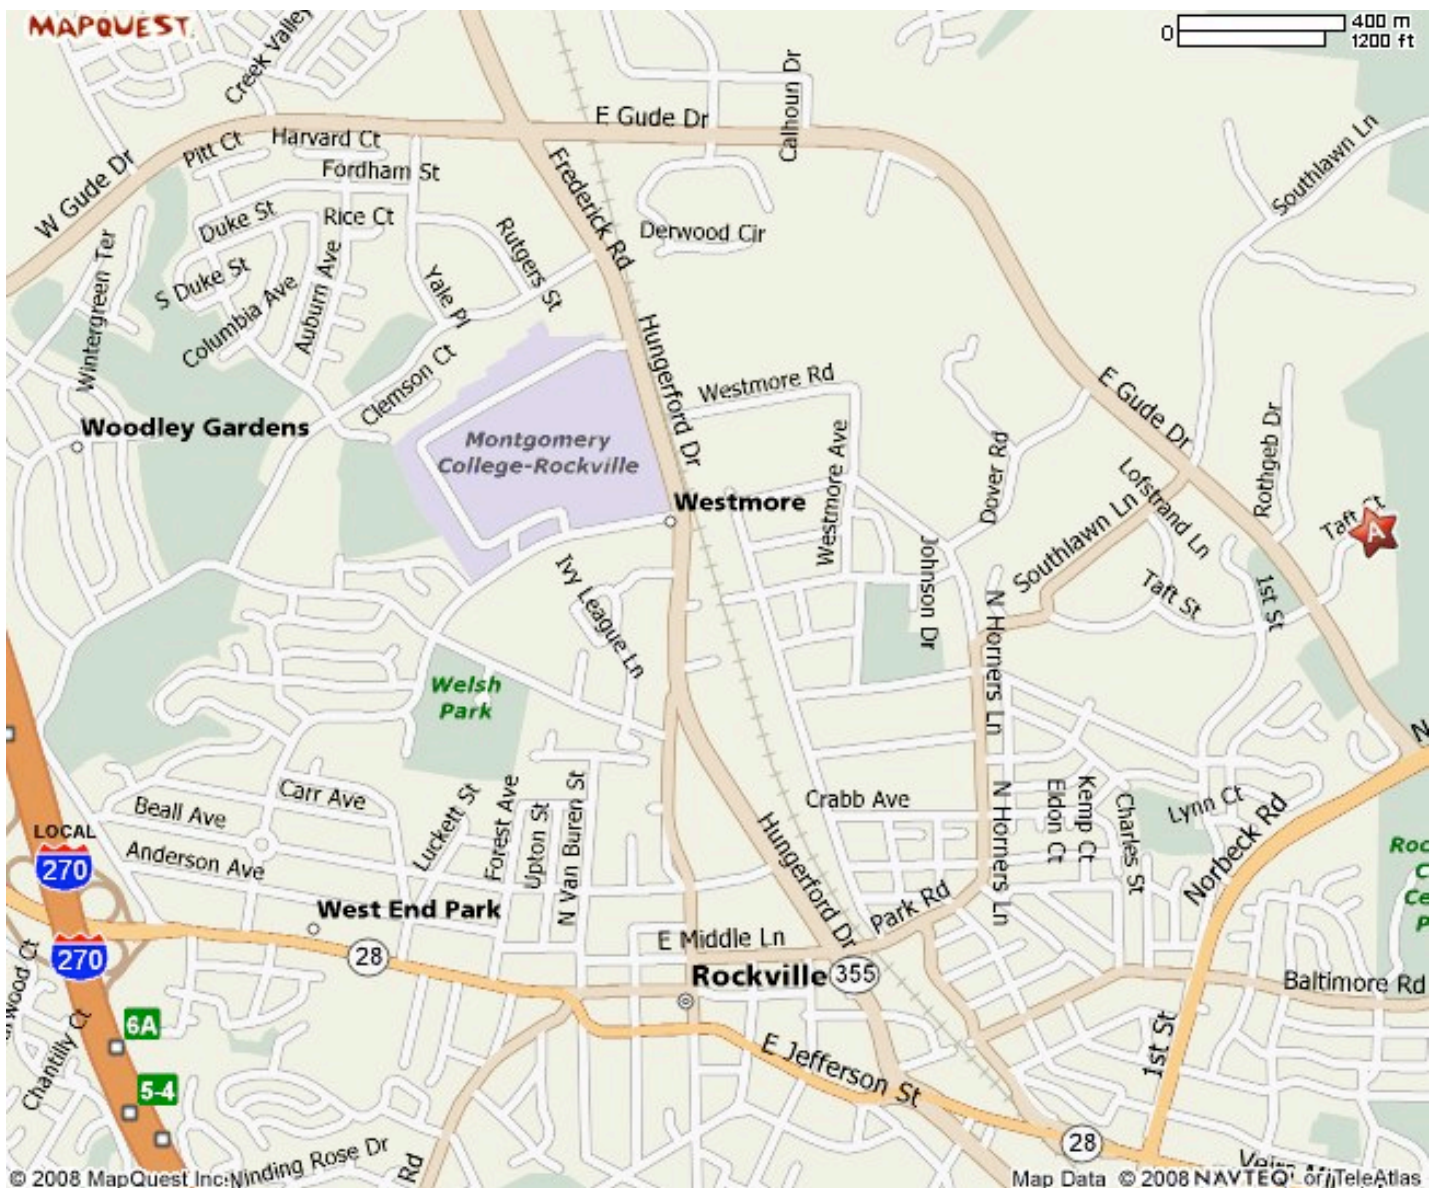 MAPQUEST.
0
400 m
1200 ft
Creek Valley
E Gude Dr
Calhoun Dr
Harvard Ct
Pitt Ct
Fordham St
W Gude Dr
Duke St
Rice Ct
Frederick Rd
Derwood Cir
Southlawn Ln
Wintergreen Ter
S Duke St
Columbia Ave
Auburn Ave
Yale Pl
Rutgers St
Clemson Ct
Hungerford Dr
Westmore Rd
E Gude Dr
Woodley Gardens
Montgomery
College-Rockville
Westmore Ave
Dover Rd
Lofstrand Ln
Rothgeb Dr
Westmore
Southlawn Ln
Taft Ct
A
Ivy League Ln
Johnson Dr
N Horners Ln
Taft St
1st St
Welsh
Park
Carr Ave
Beall Ave
Luckett St
Forest Ave
Upton St
N Van Buren St
Crabb Ave
N Horners Ln
Eldon Ct
Kemp Ct
Charles St
Lynn Ct
Norbeck Rd
N
LOCAL
270
Anderson Ave
Hungerford Dr
Park Rd
Roc
C
Ce
P
West End Park
270
28
E Middle Ln
Rockville
355
Baltimore Rd
arwood Ct
Chantilly Ct
6A
5-4
E Jefferson St
1st St
28
Winding Rose Dr
Rd
© 2008 MapQuest Inc.
Map Data © 2008 NAVTEQ or TeleAtlas